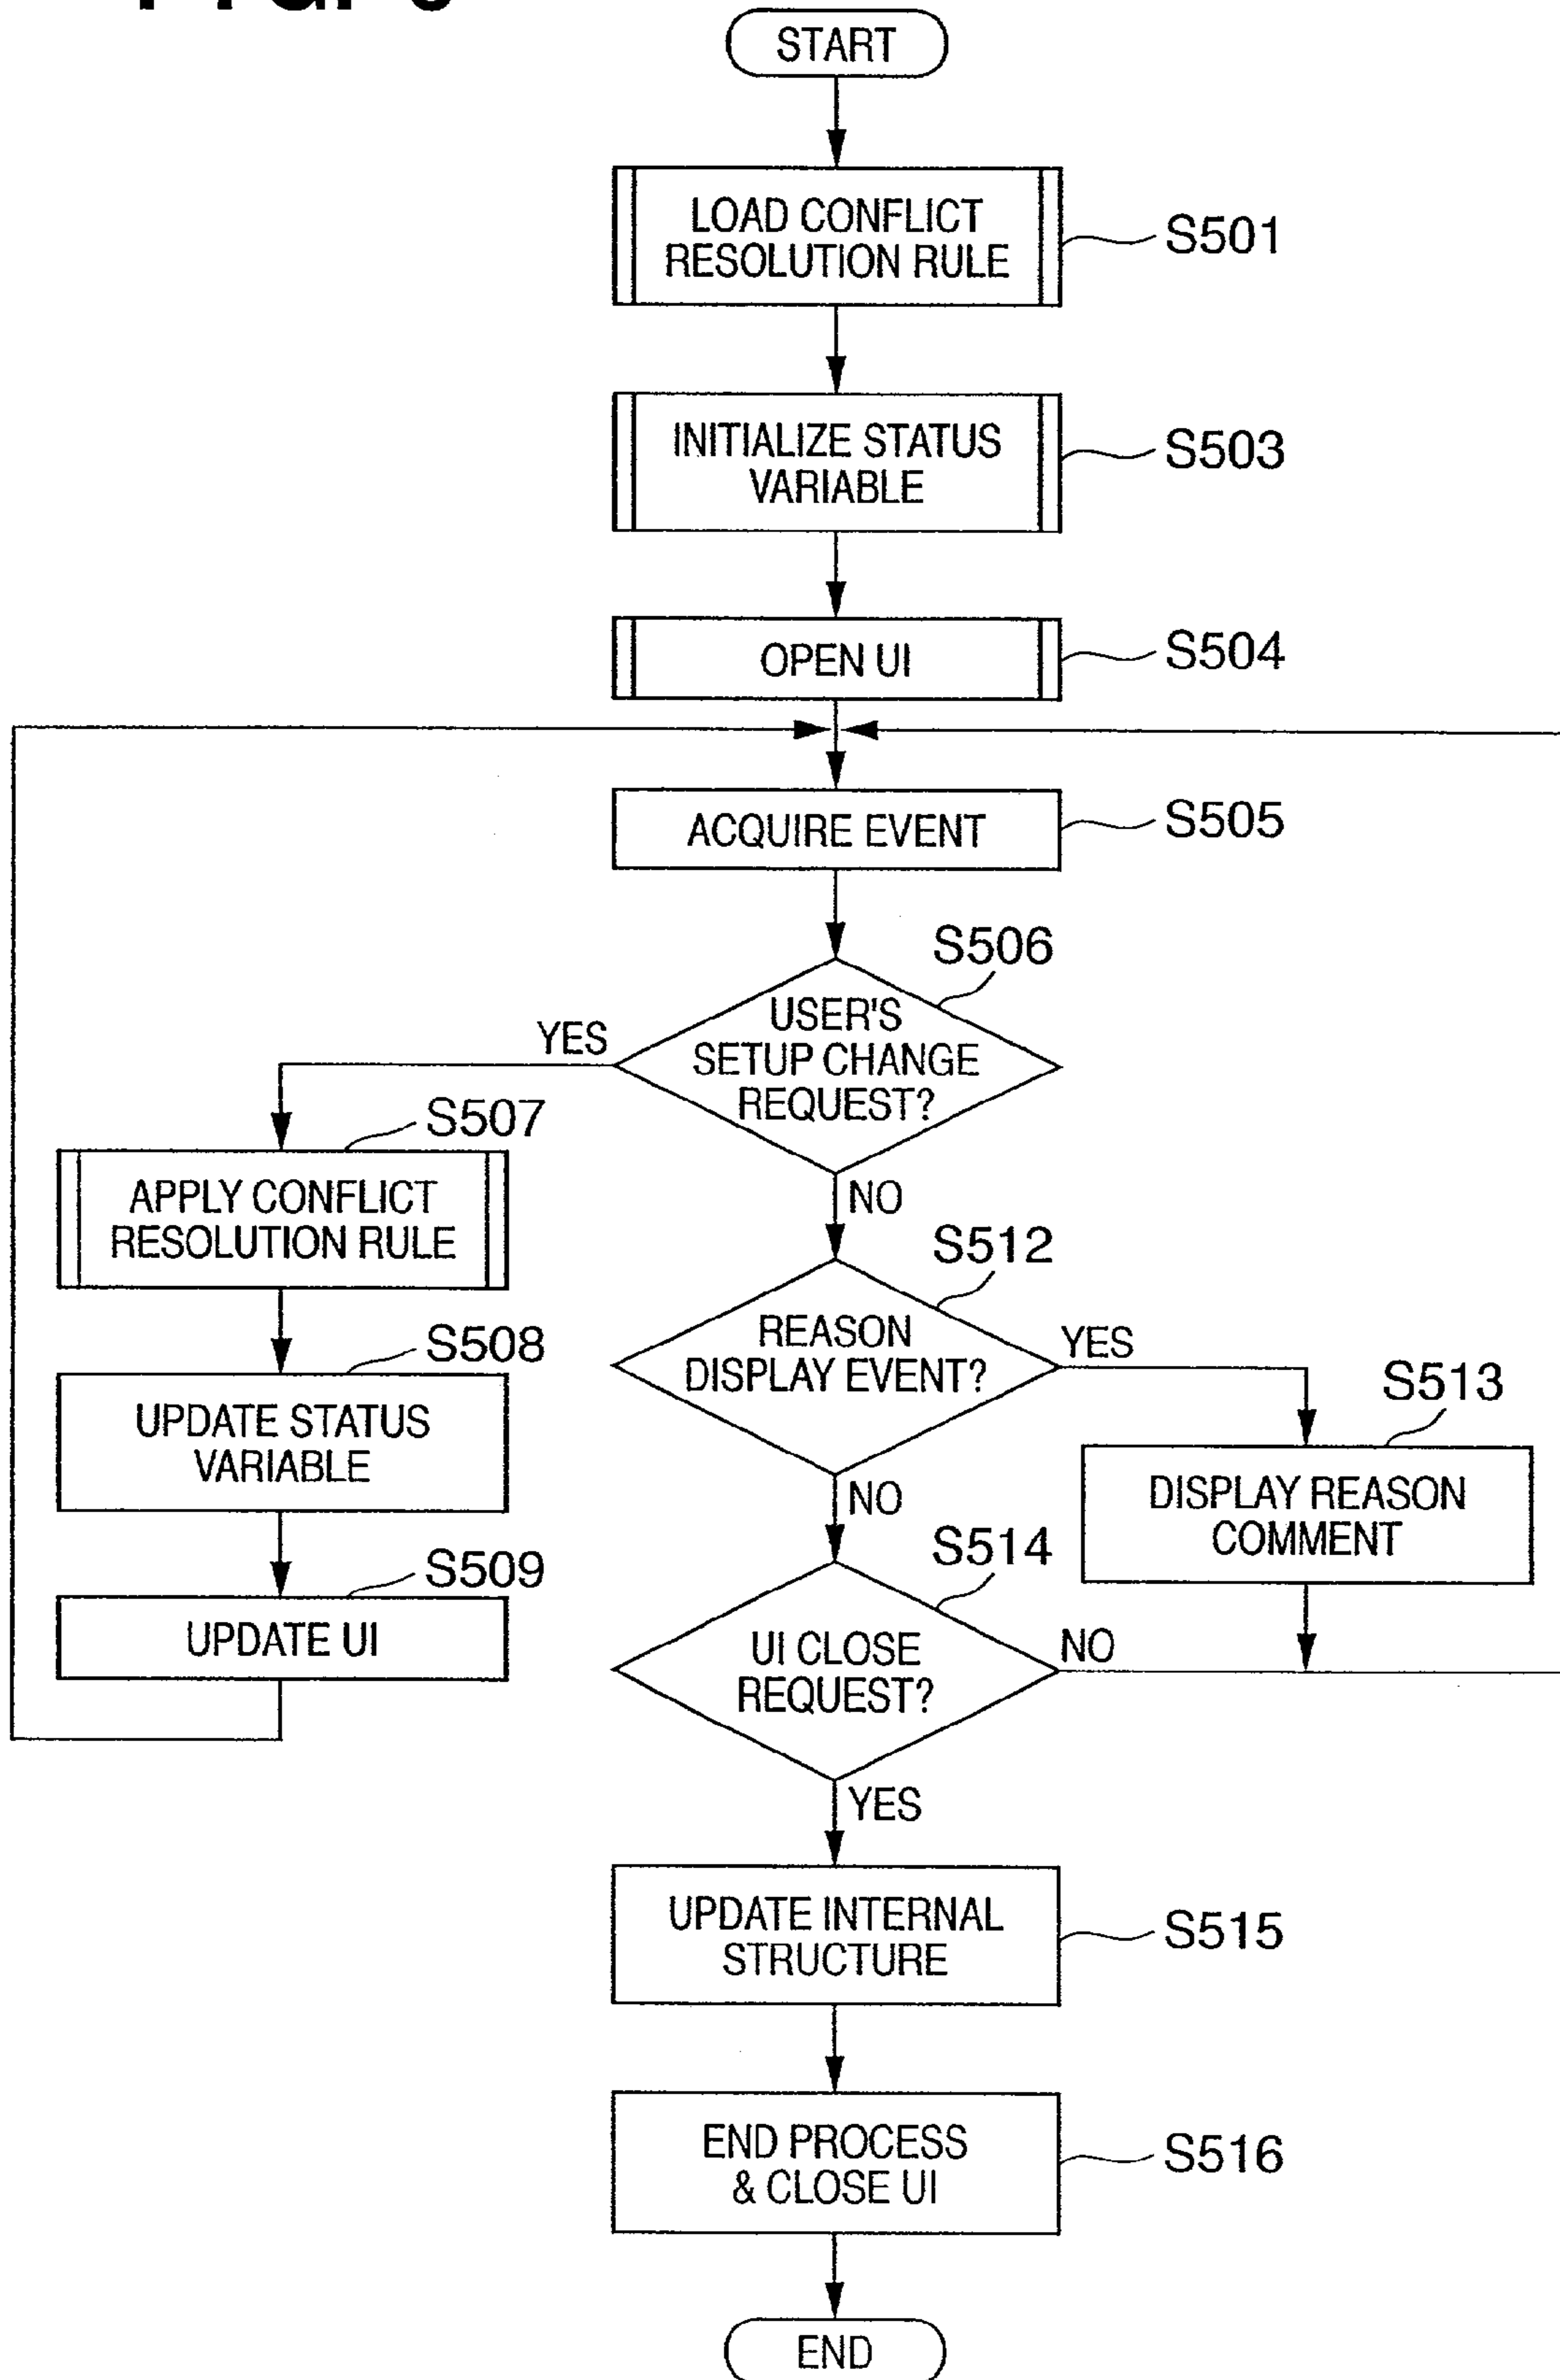 START
LOAD CONFLICT
RESOLUTION RULE
S501
INITIALIZE STATUS
VARIABLE
S503
OPEN UI
S504
ACQUIRE EVENT
S505
S506
USER'S
SETUP CHANGE
REQUEST?
YES
NO
S507
APPLY CONFLICT
RESOLUTION RULE
S508
UPDATE STATUS
VARIABLE
S509
UPDATE UI
S512
REASON
DISPLAY EVENT?
YES
NO
S513
DISPLAY REASON
COMMENT
S514
UI CLOSE
REQUEST?
NO
YES
UPDATE INTERNAL
STRUCTURE
S515
END PROCESS
& CLOSE UI
S516
END